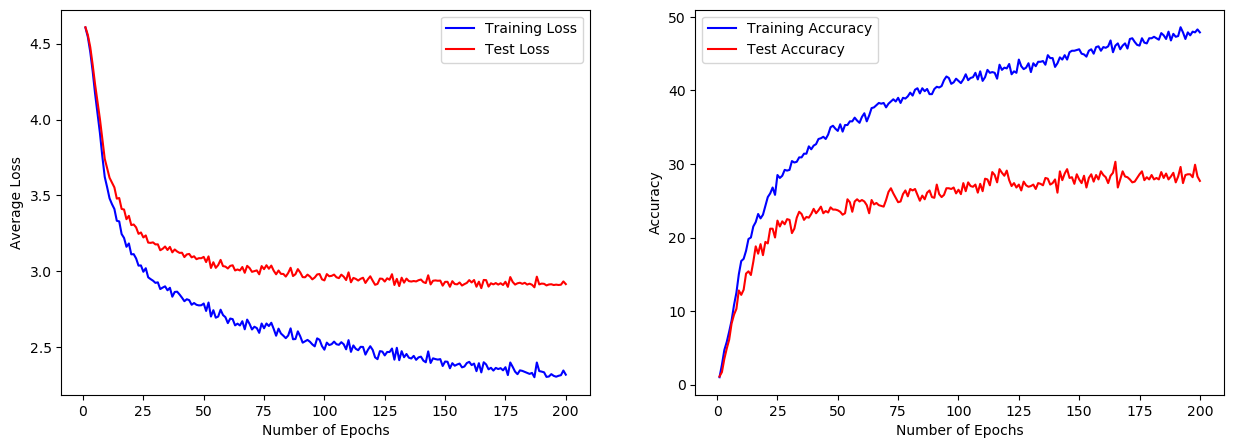 Training Loss
Test Loss
4.5
4.0
3.5
3.0
2.5
Average Loss
0 25 50 75 100 125 150 175 200
Number of Epochs
Training Accuracy
Test Accuracy
50
40
30
20
10
0
Accuracy
0 25 50 75 100 125 150 175 200
Number of Epochs